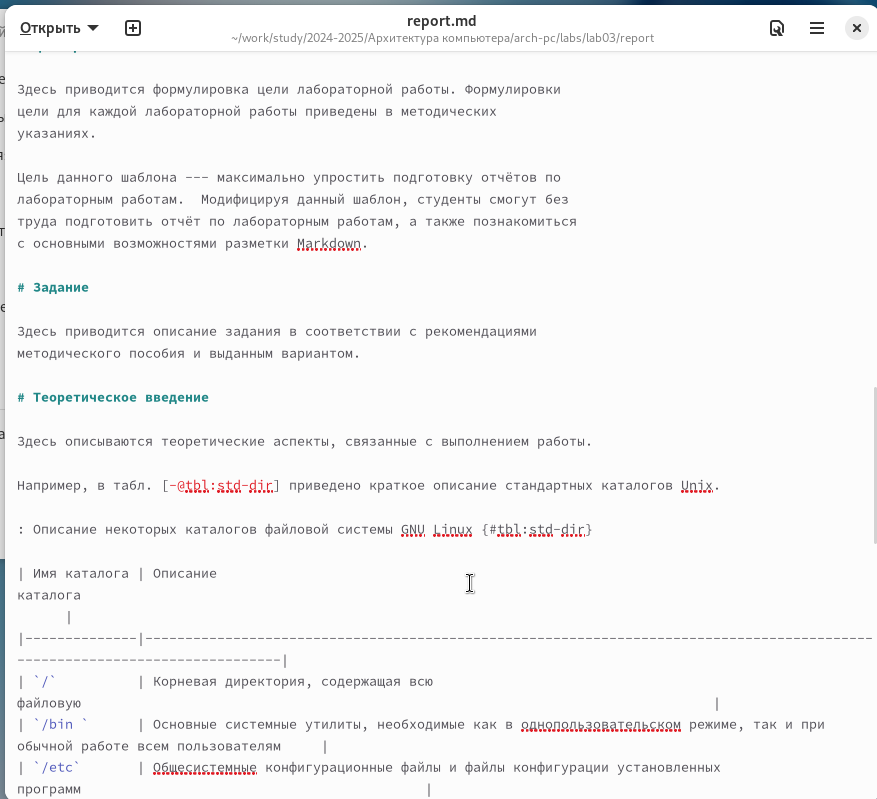 Открыть
report.md
~/work/study/2024-2025/Архитектура компьютера/arch-pc/labs/lab03/report
Здесь приводится формулировка цели лабораторной работы. Формулировки
цели для каждой лабораторной работы приведены в методических
указаниях.
Цель данного шаблона --- максимально упростить подготовку отчётов по
лабораторным работам.  Модифицируя данный шаблон, студенты смогут без
труда подготовить отчёт по лабораторным работам, а также познакомиться
с основными возможностями разметки Markdown.
# Задание
Здесь приводится описание задания в соответствии с рекомендациями
методического пособия и выданным вариантом.
# Теоретическое введение
Здесь описываются теоретические аспекты, связанные с выполнением работы.
Например, в табл. [-@tbl:std-dir] приведено краткое описание стандартных каталогов Unix.
: Описание некоторых каталогов файловой системы GNU Linux {#tbl:std-dir}
| Имя каталога | Описание
каталога
|
|--------------|-------------------------------------------------------------------------------------------
---------------------------------|
| `/`          | Корневая директория, содержащая всю
файловую                                                                               |
| `/bin `      | Основные системные утилиты, необходимые как в однопользовательском режиме, так и при
обычной работе всем пользователям     |
| `/etc`       | Общесистемные конфигурационные файлы и файлы конфигурации установленных
программ                                           |